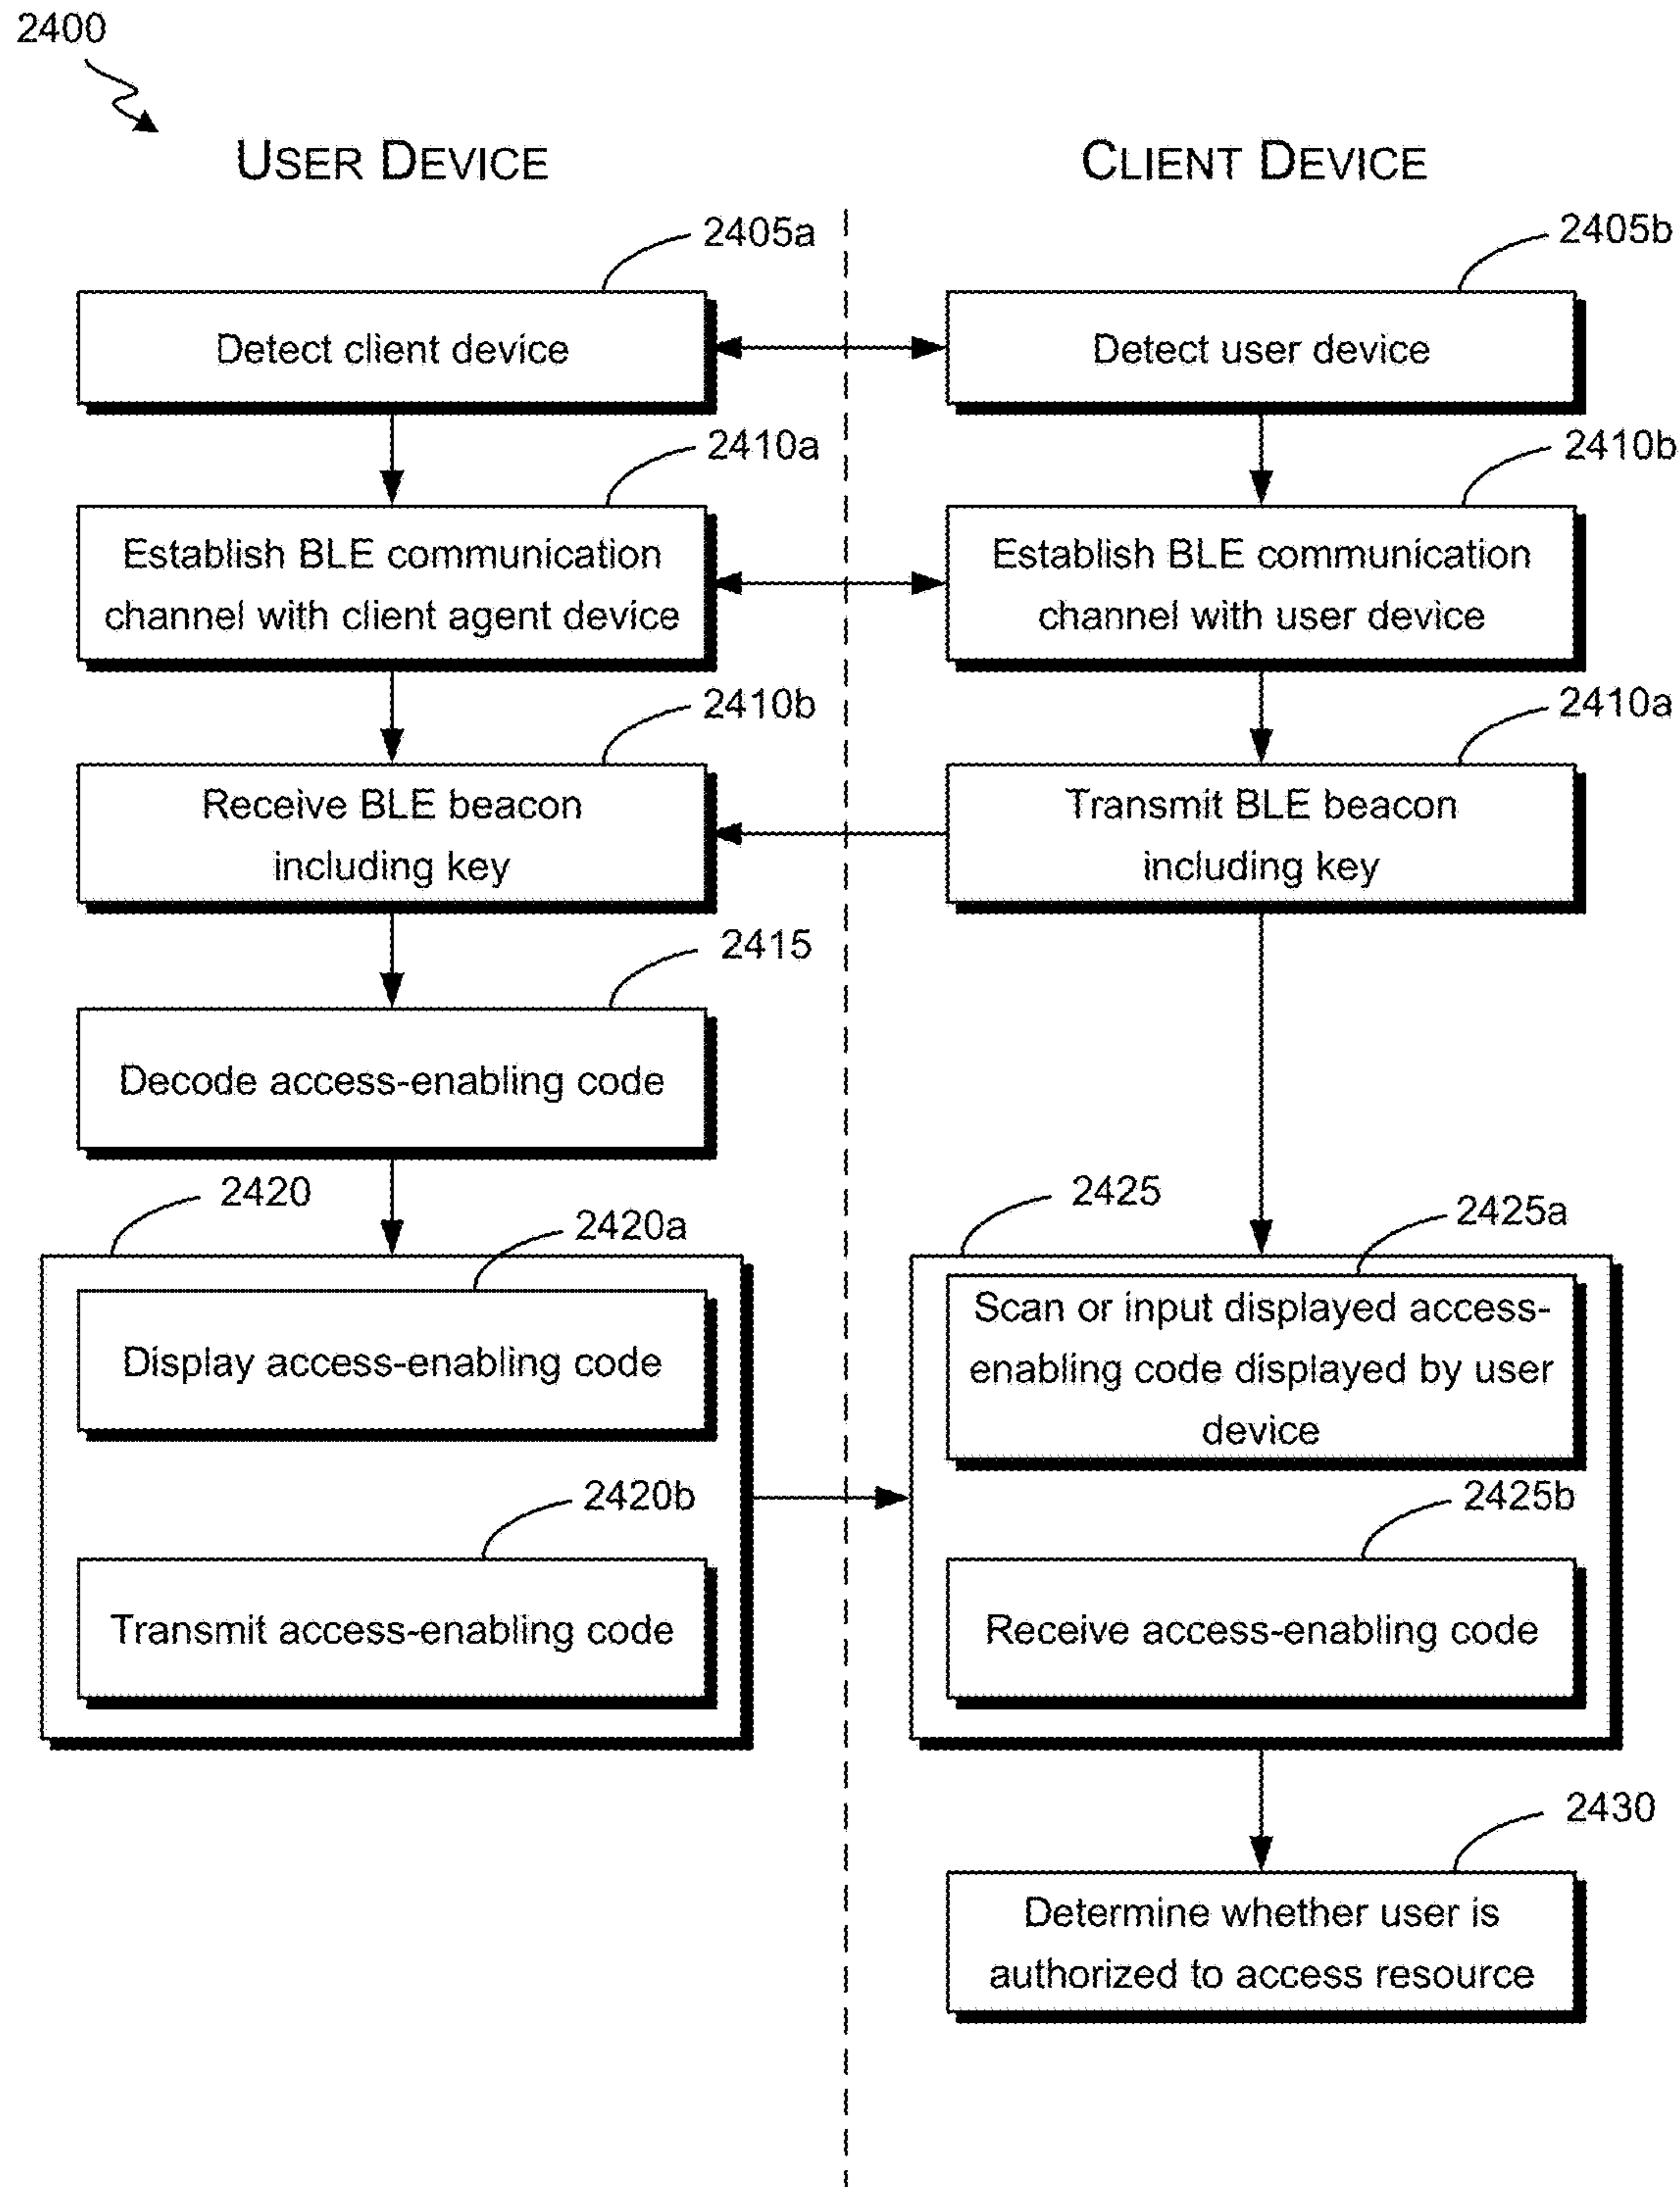 2400
USER DEVICE
CLIENT DEVICE
2405a
2405b
Detect client device
Detect user device
2410a
2410b
Establish BLE communication
channel with client agent device
Establish BLE communication
channel with user device
2410b
2410a
Receive BLE beacon
including key
Transmit BLE beacon
including key
2415
Decode access-enabling code
2420
2420a
2425
2425a
Display access-enabling code
Scan or input displayed access-
enabling code displayed by user
device
2420b
2425b
Transmit access-enabling code
Receive access-enabling code
2430
Determine whether user is
authorized to access resource